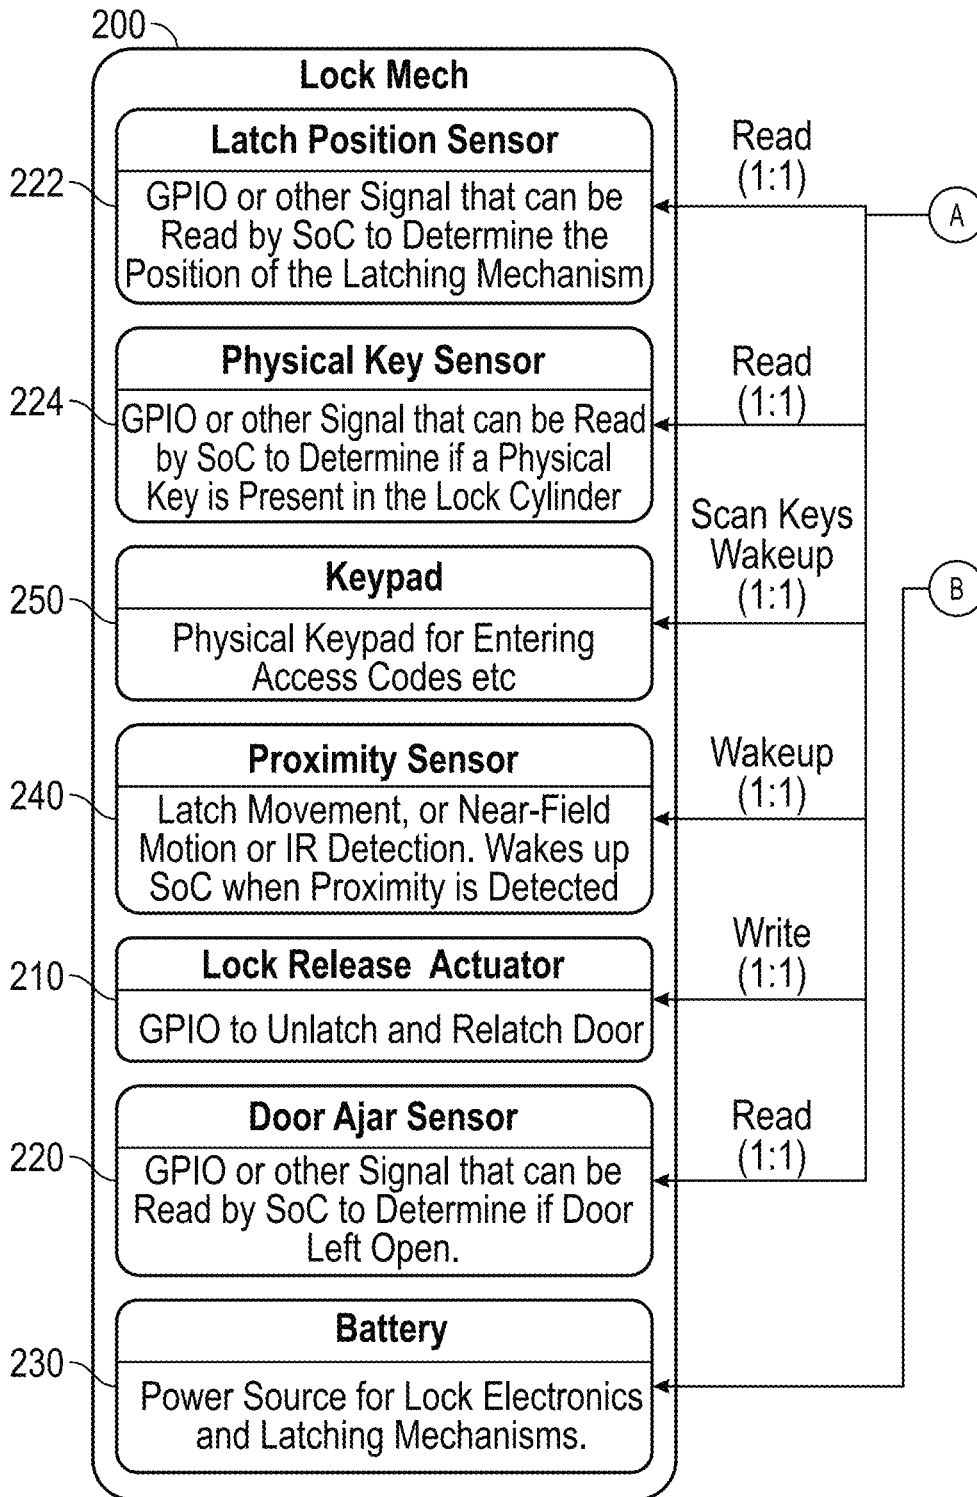 200
Lock Mech
Latch Position Sensor
222
GPIO or other Signal that can be
Read by SoC to Determine the
Position of the Latching Mechanism
Read
(1:1)
A
Physical Key Sensor
224
GPIO or other Signal that can be Read
by SoC to Determine if a Physical
Key is Present in the Lock Cylinder
Read
(1:1)
Keypad
250
Physical Keypad for Entering
Access Codes etc
Scan Keys
Wakeup
(1:1)
B
Proximity Sensor
240
Latch Movement, or Near-Field
Motion or IR Detection. Wakes up
SoC when Proximity is Detected
Wakeup
(1:1)
Lock Release Actuator
210
GPIO to Unlatch and Relatch Door
Write
(1:1)
Door Ajar Sensor
220
GPIO or other Signal that can be
Read by SoC to Determine if Door
Left Open.
Read
(1:1)
Battery
230
Power Source for Lock Electronics
and Latching Mechanisms.